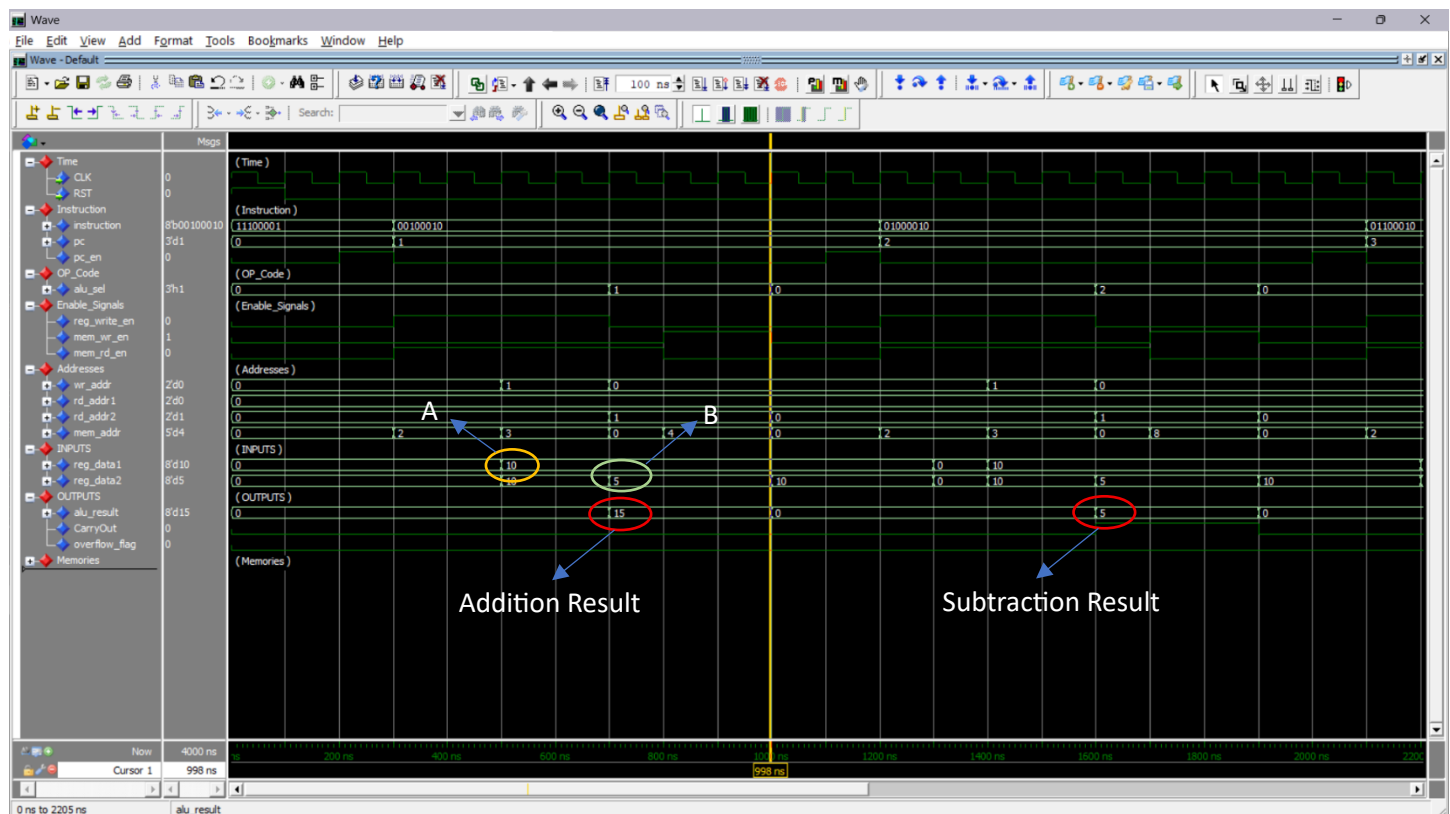 Wave
File Edit View Add Format Tools Bookmarks Window Help
Wave - Default
100 ns
Search:
Msgs
Time (Time)
CLK 0
RST 0
Instruction (Instruction)
instruction 8'b00100010 11100001 00100010 01000010 01100010
pc 3'd1 0 1 2 3
pc_en 0
OP_Code (OP_Code)
alu_sel 3'h1 0 1 0 2 0
Enable_Signals (Enable_Signals)
reg_write_en 0
mem_wr_en 1
mem_rd_en 0
Addresses (Addresses)
wr_addr 2'd0 0 1 0 1 0
rd_addr1 2'd0 0
A B
rd_addr2 2'd1 0 1 0 1 0
mem_addr 5'd4 0 2 3 0 4 0 2 3 0 8 0 2
INPUTS (INPUTS)
reg_data1 8'd10 0 10 0 10
reg_data2 8'd5 0 10 5 10 0 10 5 10
OUTPUTS (OUTPUTS)
alu_result 8'd15 0 15 0 5 0
CarryOut 0
overflow_flag 0
Memories (Memories)
Addition Result Subtraction Result
Now 4000 ns ns 200 ns 400 ns 600 ns 800 ns 1000 ns 1200 ns 1400 ns 1600 ns 1800 ns 2000 ns 2200
Cursor 1 998 ns 998 ns
0 ns to 2205 ns alu_result